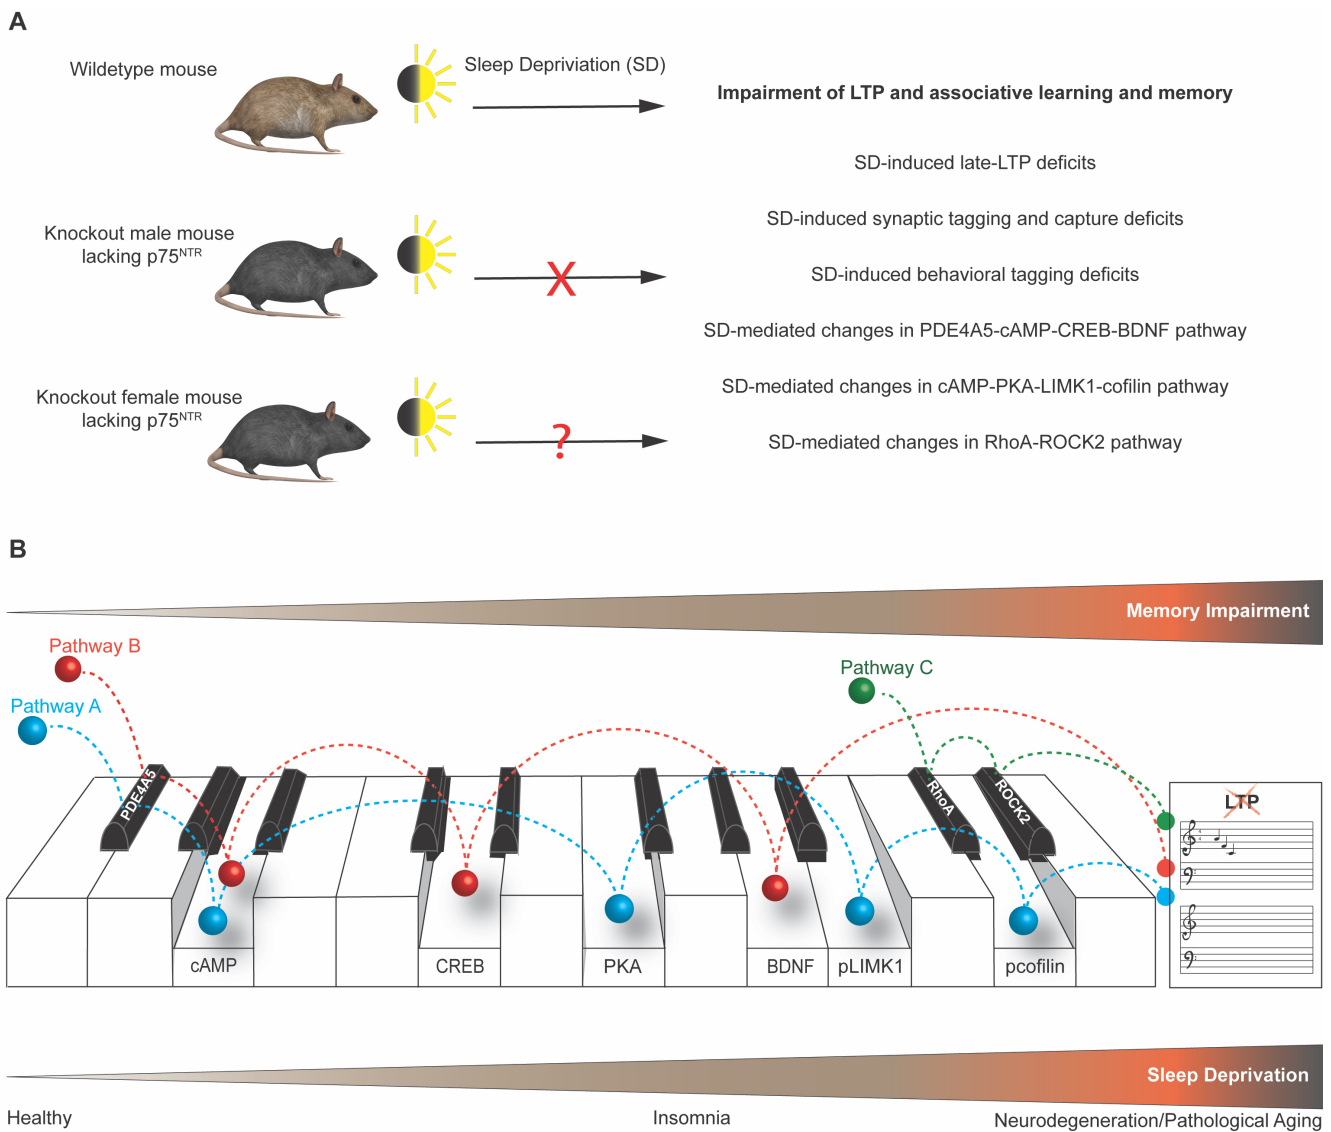 A
Wildetype mouse
Sleep Depriviation (SD)
Impairment of LTP and associative learning and memory
SD-induced late-LTP deficits
SD-induced synaptic tagging and capture deficits
Knockout male mouse
lacking p75NTR
X
SD-induced behavioral tagging deficits
SD-mediated changes in PDE4A5-cAMP-CREB-BDNF pathway
SD-mediated changes in cAMP-PKA-LIMK1-cofilin pathway
Knockout female mouse
lacking p75NTR
?
SD-mediated changes in RhoA-ROCK2 pathway
B
Memory Impairment
Pathway B
Pathway A
Pathway C
PDE4A5
RhoA
ROCK2
LTP
cAMP
CREB
PKA
BDNF
pLIMK1
pcofilin
Sleep Deprivation
Healthy
Insomnia
Neurodegeneration/Pathological Aging